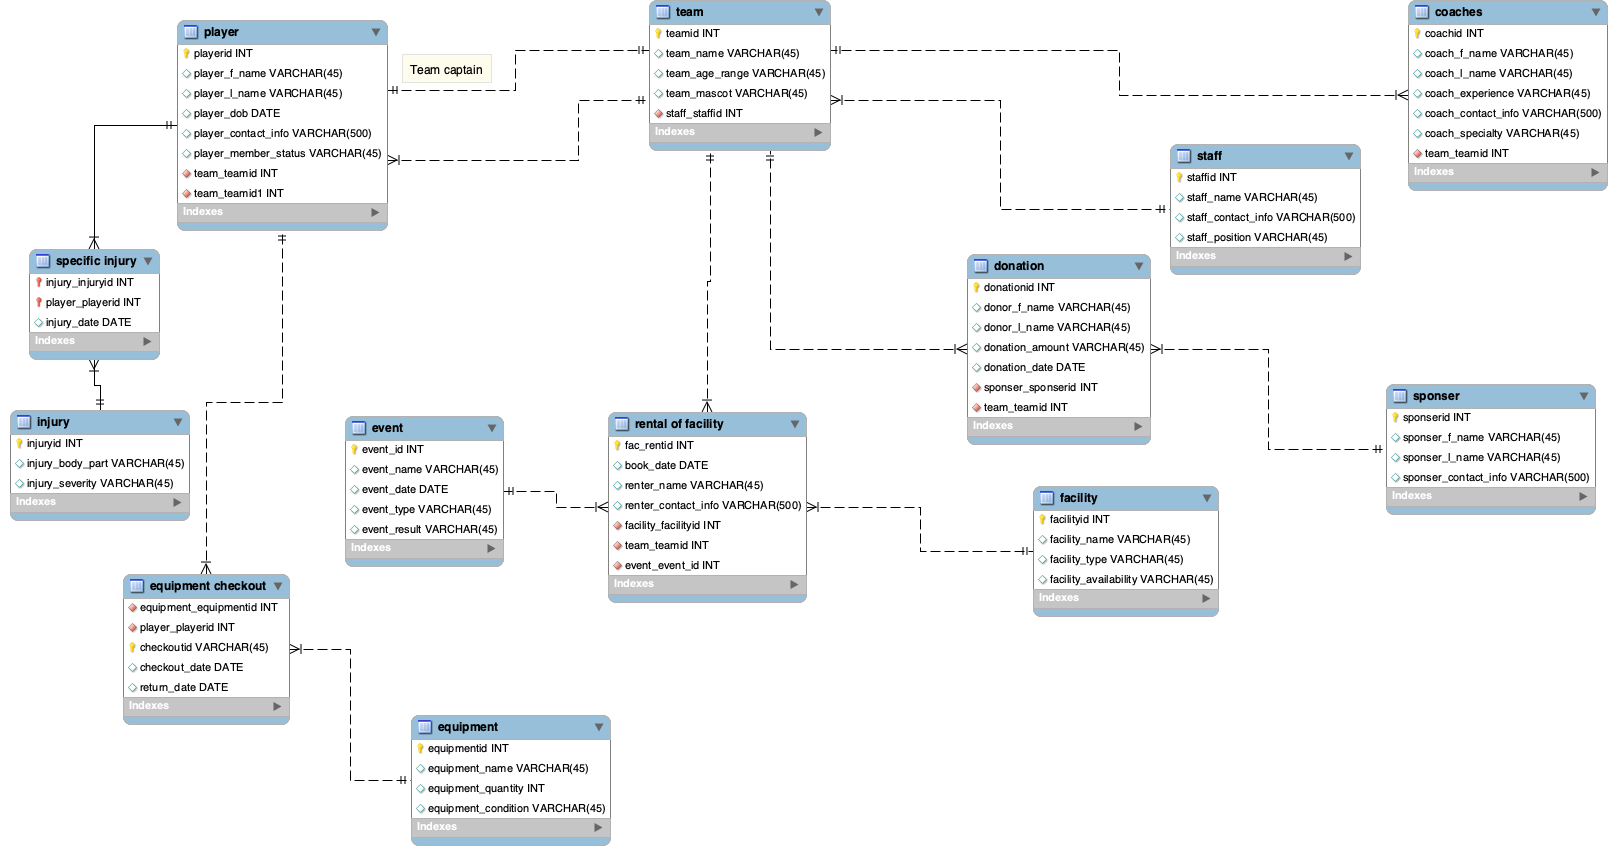 player
playerid INT
player_f_name VARCHAR(45)
player_l_name VARCHAR(45)
player_dob DATE
player_contact_info VARCHAR(500)
player_member_status VARCHAR(45)
team_teamid INT
team_teamid1 INT
Indexes
Team captain
team
teamid INT
team_name VARCHAR(45)
team_age_range VARCHAR(45)
team_mascot VARCHAR(45)
staff_staffid INT
Indexes
coaches
coachid INT
coach_f_name VARCHAR(45)
coach_l_name VARCHAR(45)
coach_experience VARCHAR(45)
coach_contact_info VARCHAR(500)
coach_specialty VARCHAR(45)
team_teamid INT
Indexes
staff
staffid INT
staff_name VARCHAR(45)
staff_contact_info VARCHAR(500)
staff_position VARCHAR(45)
Indexes
specific injury
injury_injuryid INT
player_playerid INT
injury_date DATE
Indexes
donation
donationid INT
donor_f_name VARCHAR(45)
donor_l_name VARCHAR(45)
donation_amount VARCHAR(45)
donation_date DATE
sponser_sponserid INT
team_teamid INT
Indexes
sponser
sponserid INT
sponser_f_name VARCHAR(45)
sponser_l_name VARCHAR(45)
sponser_contact_info VARCHAR(500)
Indexes
injury
injuryid INT
injury_body_part VARCHAR(45)
injury_severity VARCHAR(45)
Indexes
event
event_id INT
event_name VARCHAR(45)
event_date DATE
event_type VARCHAR(45)
event_result VARCHAR(45)
Indexes
rental of facility
fac_rentid INT
book_date DATE
renter_name VARCHAR(45)
renter_contact_info VARCHAR(500)
facility_facilityid INT
team_teamid INT
event_event_id INT
Indexes
facility
facilityid INT
facility_name VARCHAR(45)
facility_type VARCHAR(45)
facility_availability VARCHAR(45)
Indexes
equipment checkout
equipment_equipmentid INT
player_playerid INT
checkoutid VARCHAR(45)
checkout_date DATE
return_date DATE
Indexes
equipment
equipmentid INT
equipment_name VARCHAR(45)
equipment_quantity INT
equipment_condition VARCHAR(45)
Indexes